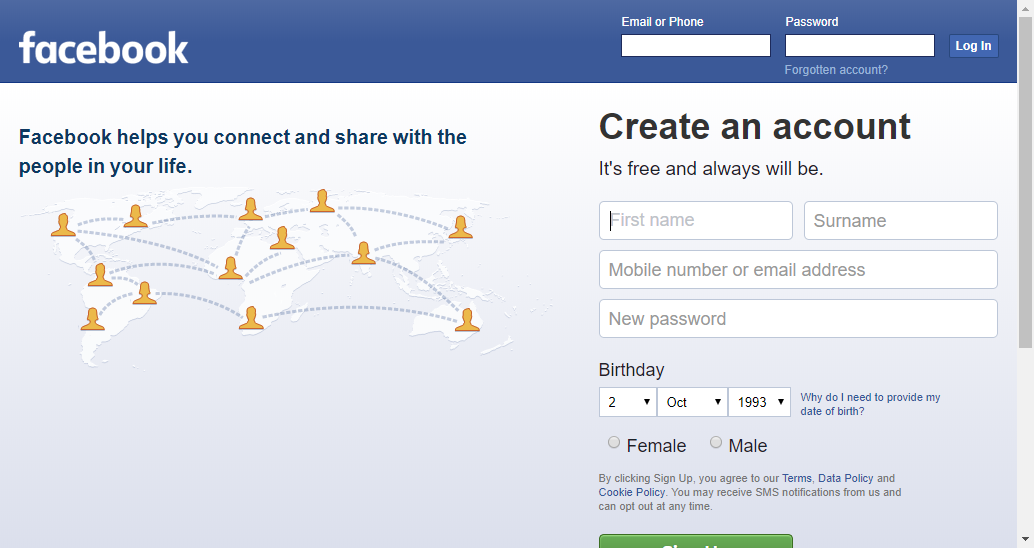 facebook
Email or Phone
Password
Log In
Forgotten account?
Facebook helps you connect and share with the
people in your life.
Create an account
It's free and always will be.
First name
Surname
Mobile number or email address
New password
Birthday
2
Oct
1993
Why do I need to provide my
date of birth?
Female
Male
By clicking Sign Up, you agree to our Terms, Data Policy and
Cookie Policy. You may receive SMS notifications from us and
can opt out at any time.